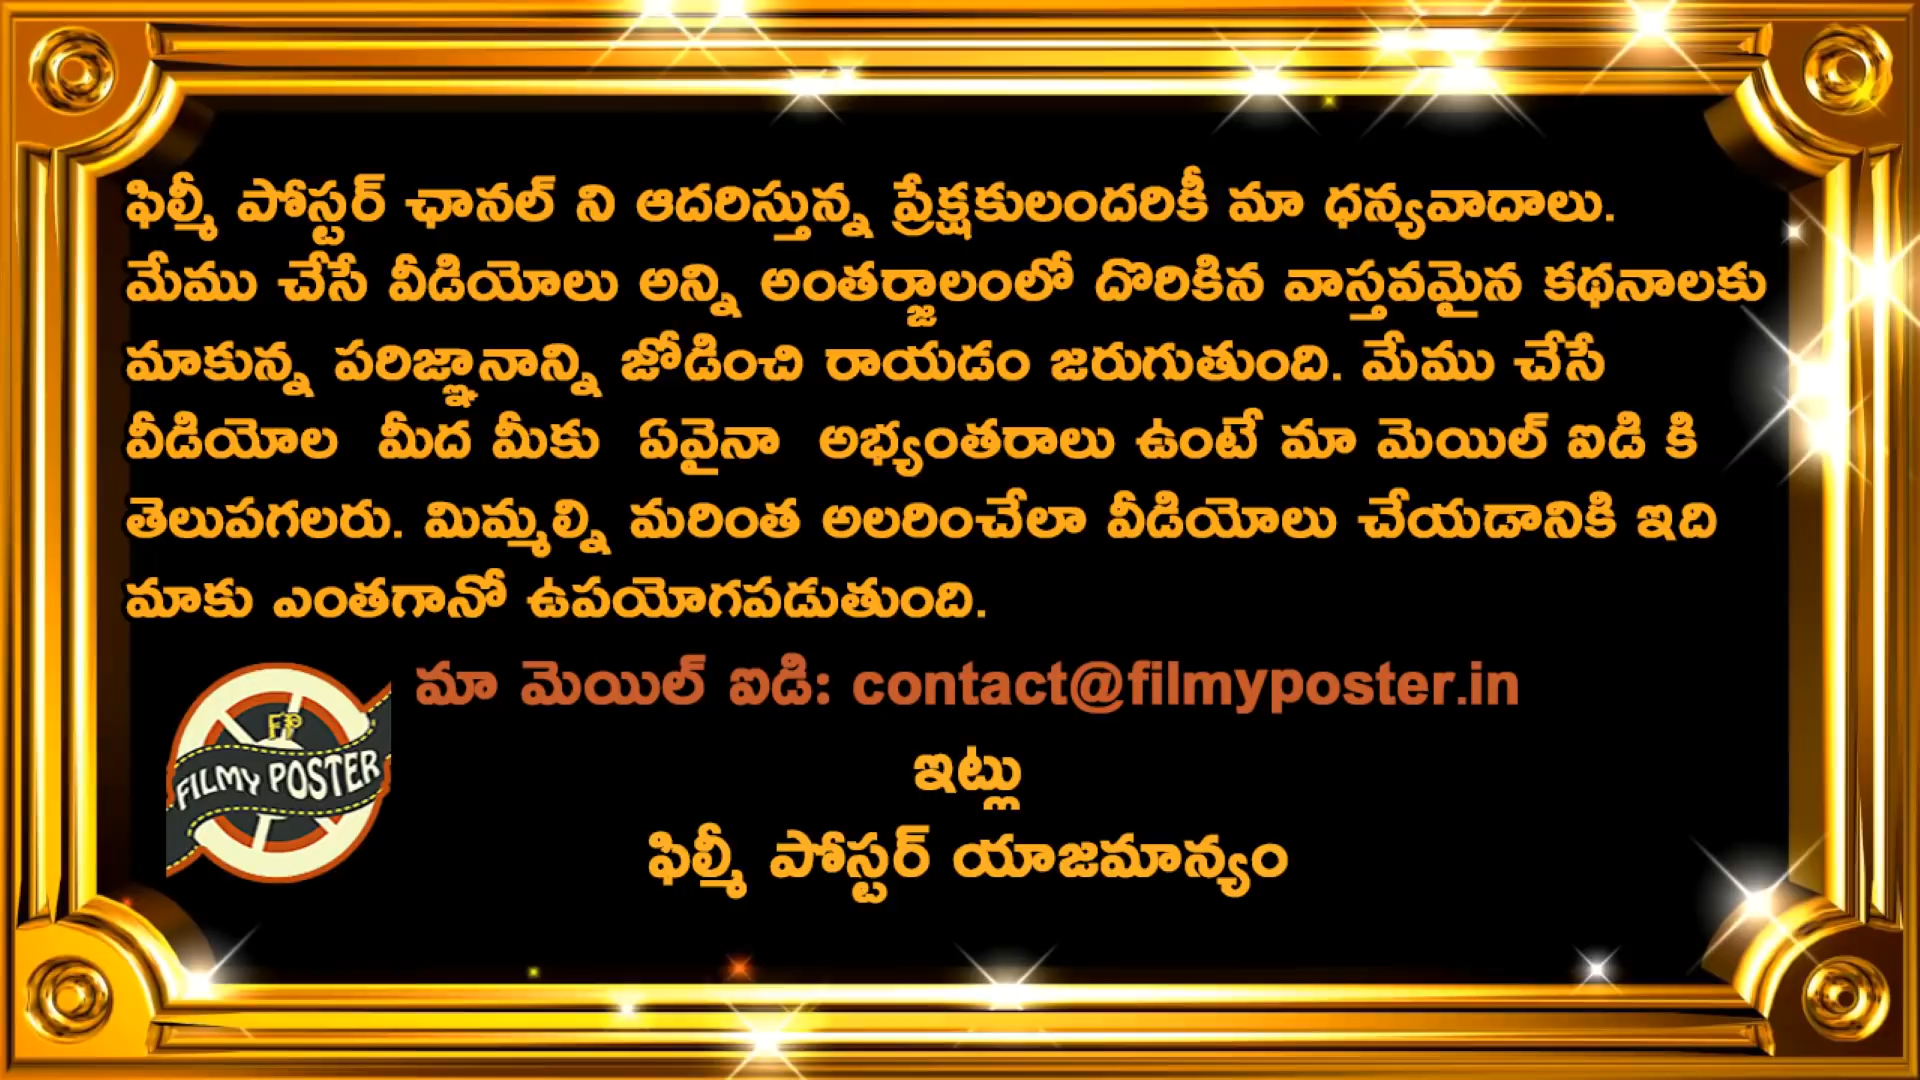 ఫిల్మీ పోస్టర్ ఛానల్ ని ఆదరిస్తున్న ప్రేక్షకులందరికీ మా ధన్యవాదాలు.
మేము చేసే వీడియోలు అన్ని అంతర్జాలంలో దొరికిన వాస్తవమైన కథనాలకు
మాకున్న పరిజ్ఞానాన్ని జోడించి రాయడం జరుగుతుంది. మేము చేసే
వీడియోల మీద మీకు ఏవైనా అభ్యంతరాలు ఉంటే మా మెయిల్ ఐడి కి
తెలుపగలరు. మిమ్మల్ని మరింత అలరించేలా వీడియోలు చేయడానికి ఇది
మాకు ఎంతగానో ఉపయోగపడుతుంది.
మా మెయిల్ ఐడి: contact@filmyposter.in
FP
FILMY POSTER
ఇట్లు
ఫిల్మీ పోస్టర్ యాజమాన్యం